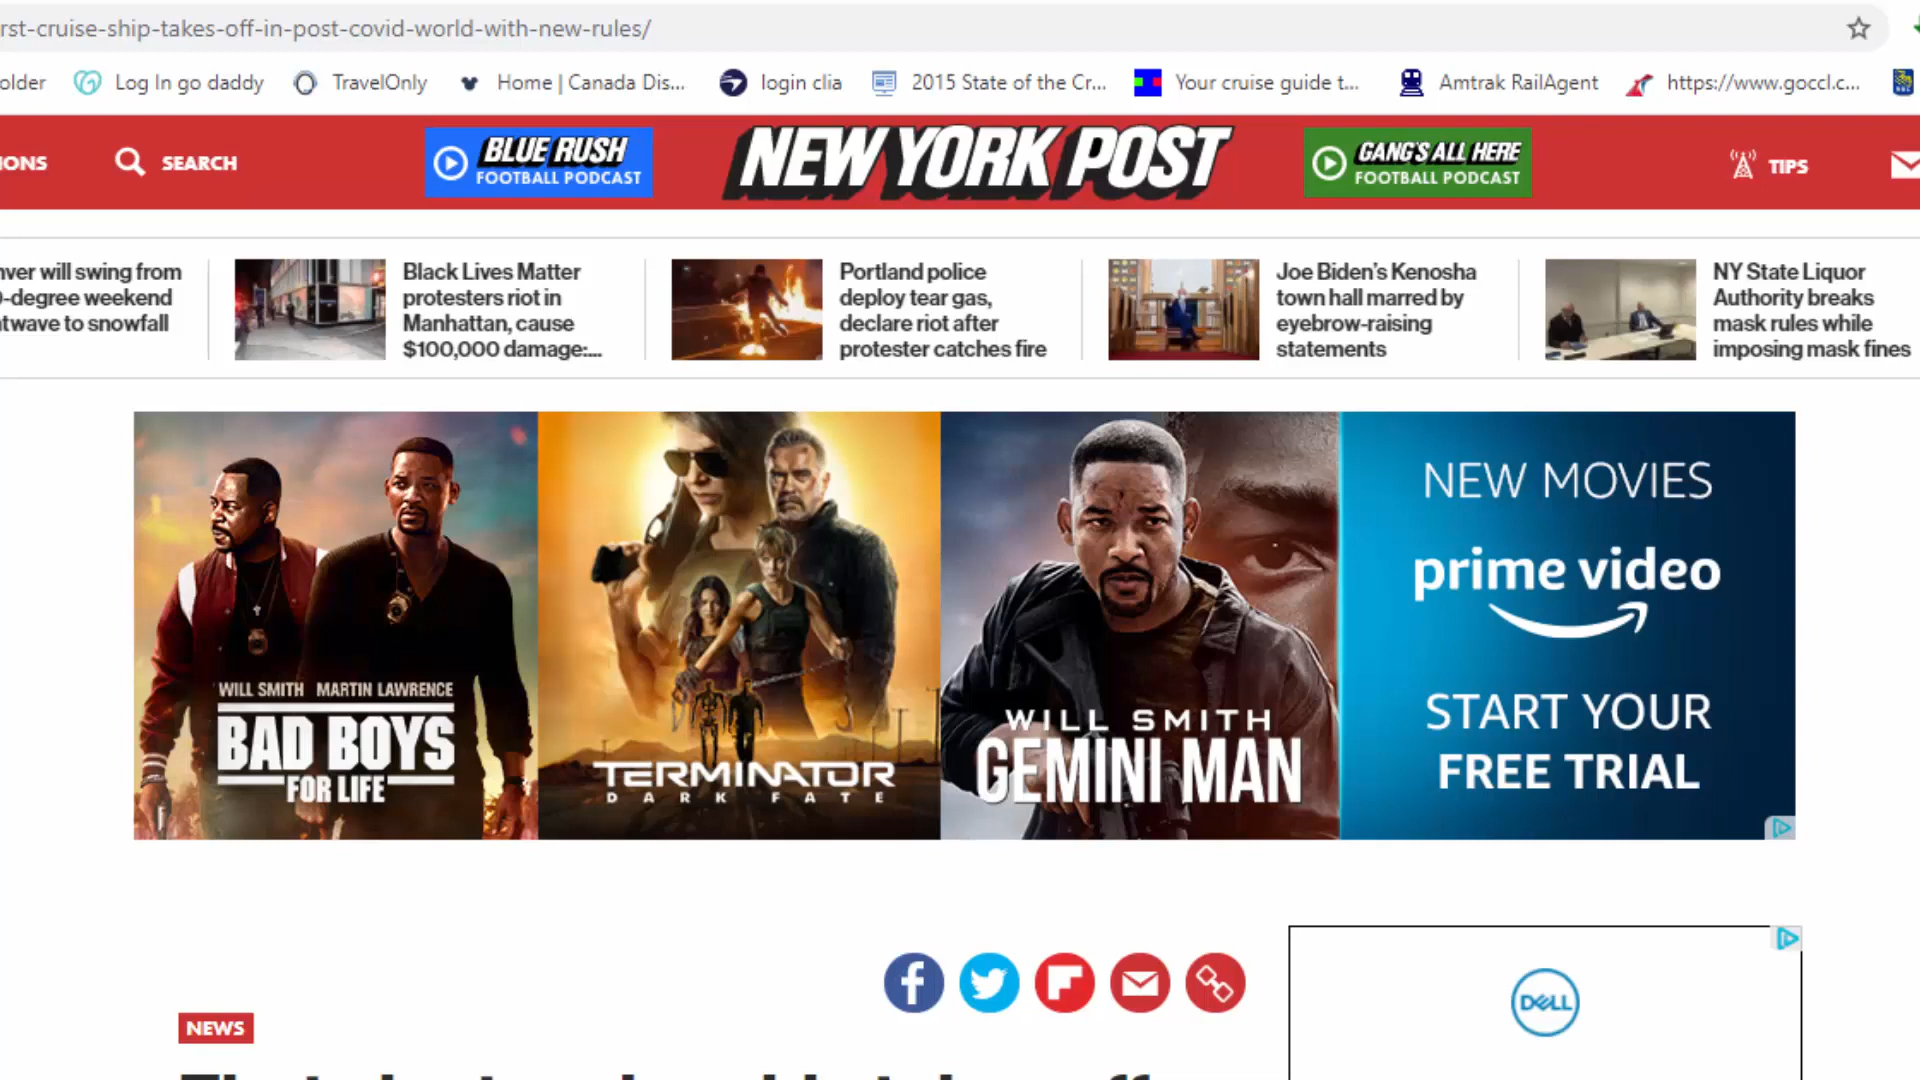 rst-cruise-ship-takes-off-in-post-covid-world-with-new-rules/
older Log In go daddy TravelOnly Home | Canada Dis... login clia 2015 State of the Cr... Your cruise guide t... Amtrak RailAgent https://www.goccl.c...
IONS SEARCH
BLUE RUSH
FOOTBALL PODCAST
NEW YORK POST
GANG'S ALL HERE
FOOTBALL PODCAST
TIPS
nver will swing from
-degree weekend
twave to snowfall
Black Lives Matter
protesters riot in
Manhattan, cause
$100,000 damage:...
Portland police
deploy tear gas,
declare riot after
protester catches fire
Joe Biden's Kenosha
town hall marred by
eyebrow-raising
statements
NY State Liquor
Authority breaks
mask rules while
imposing mask fines
WILL SMITH MARTIN LAWRENCE
BAD BOYS
FOR LIFE
TERMINATOR
DARK FATE
WILL SMITH
GEMINI MAN
NEW MOVIES
prime video
START YOUR
FREE TRIAL
DELL
NEWS